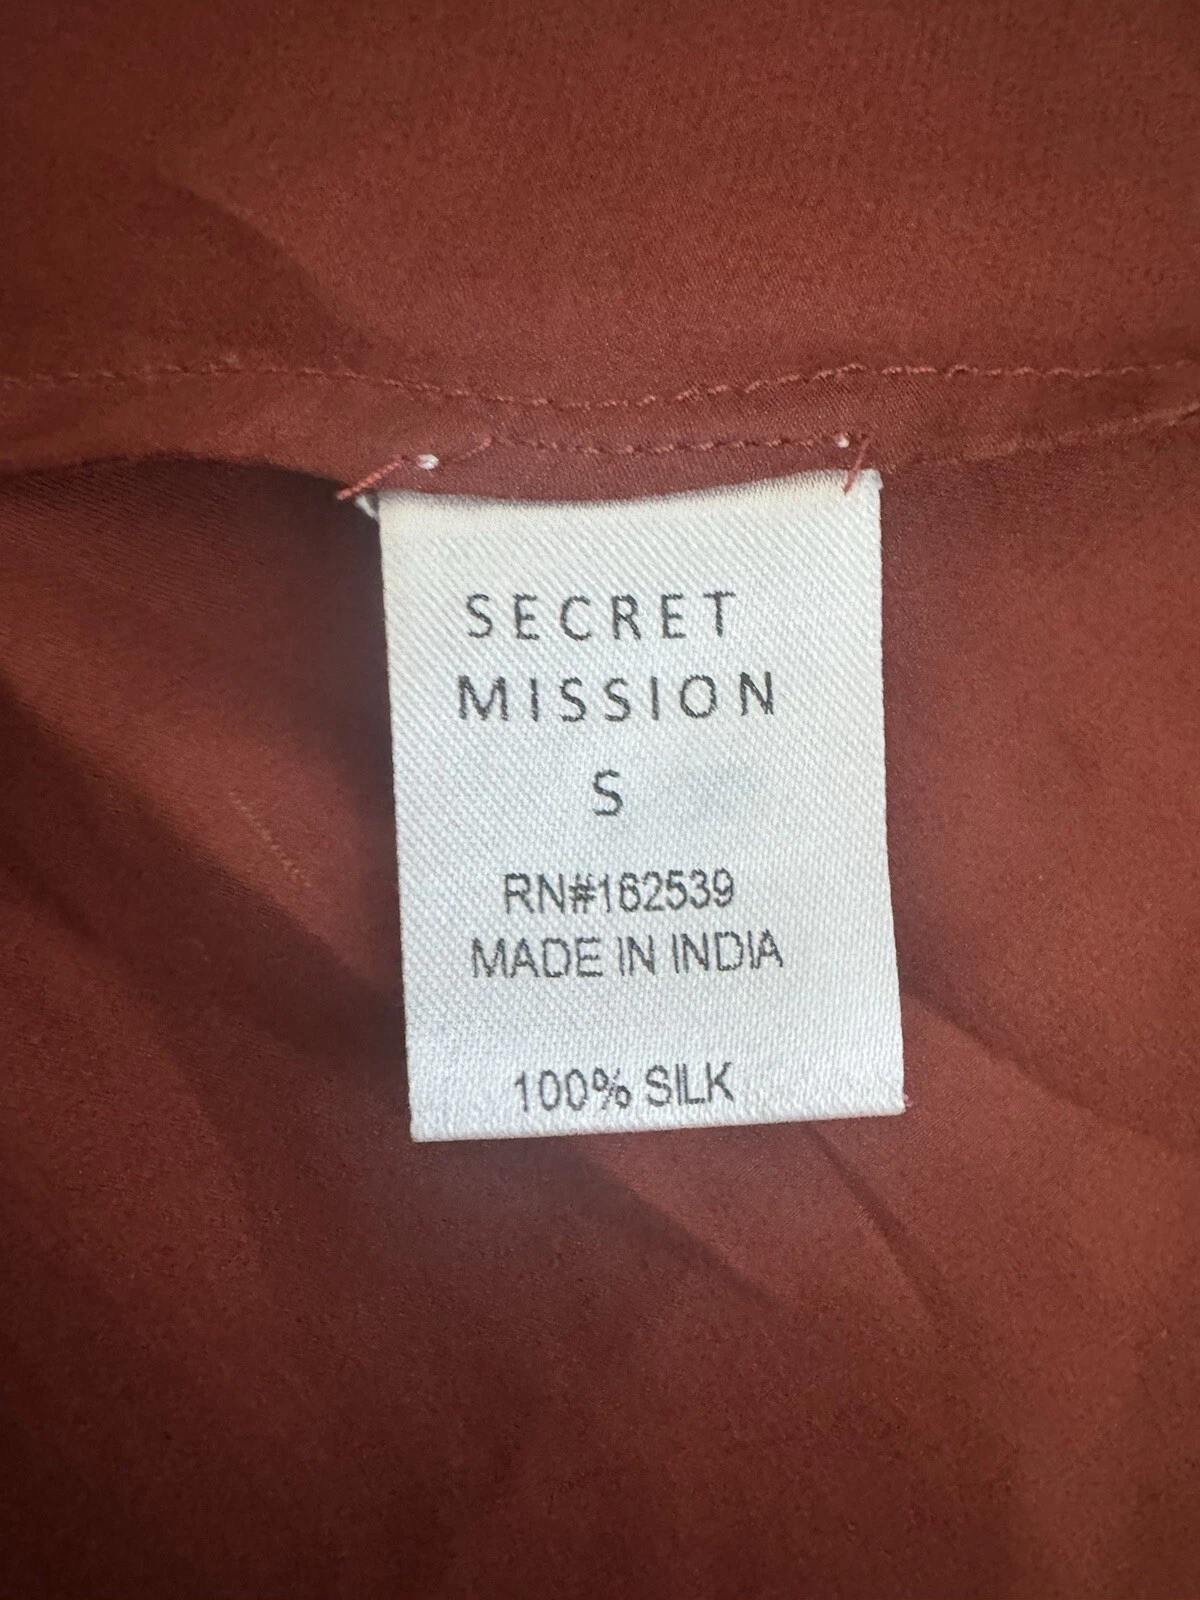 SECRET
MISSION
S
RN#162539
MADE IN INDIA
100% SILK